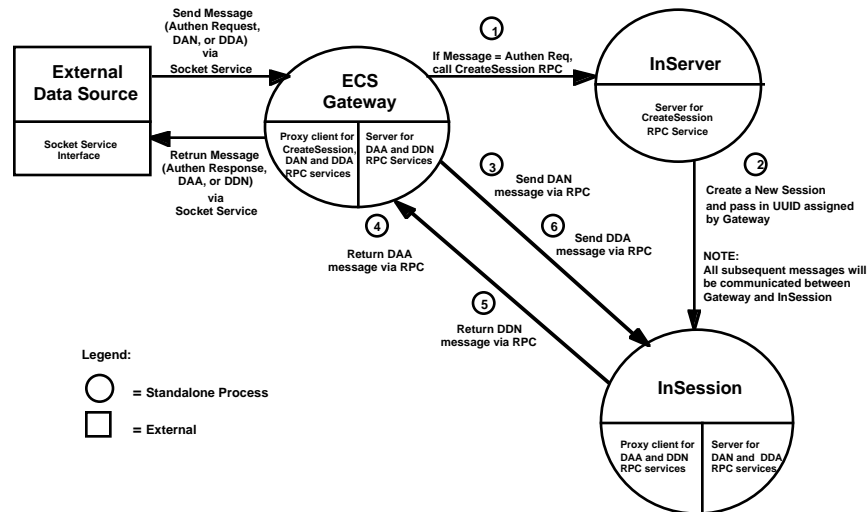 Send Message
(Authen Request,
DAN, or DDA)
via
Socket Service
External
Data Source
Socket Service
Interface
Retrun Message
(Authen Response,
DAA, or DDN)
via
Socket Service
ECS
Gateway
Proxy client for
CreateSession,
DAN and DDA
RPC services
Server for
DAA and DDN
RPC Services
1
If Message = Authen Req,
call CreateSession RPC
InServer
Server for
CreateSession
RPC Service
2
Create a New Session
and pass in UUID assigned
by Gateway
NOTE:
All subsequent messages will
be communicated between
Gateway and InSession
3
Send DAN
message via RPC
6
Send DDA
message via RPC
4
Return DAA
message via RPC
5
Return DDN
message via RPC
InSession
Proxy client for
DAA and DDN
RPC services
Server for
DAN and DDA
RPC services
Legend:
= Standalone Process
= External